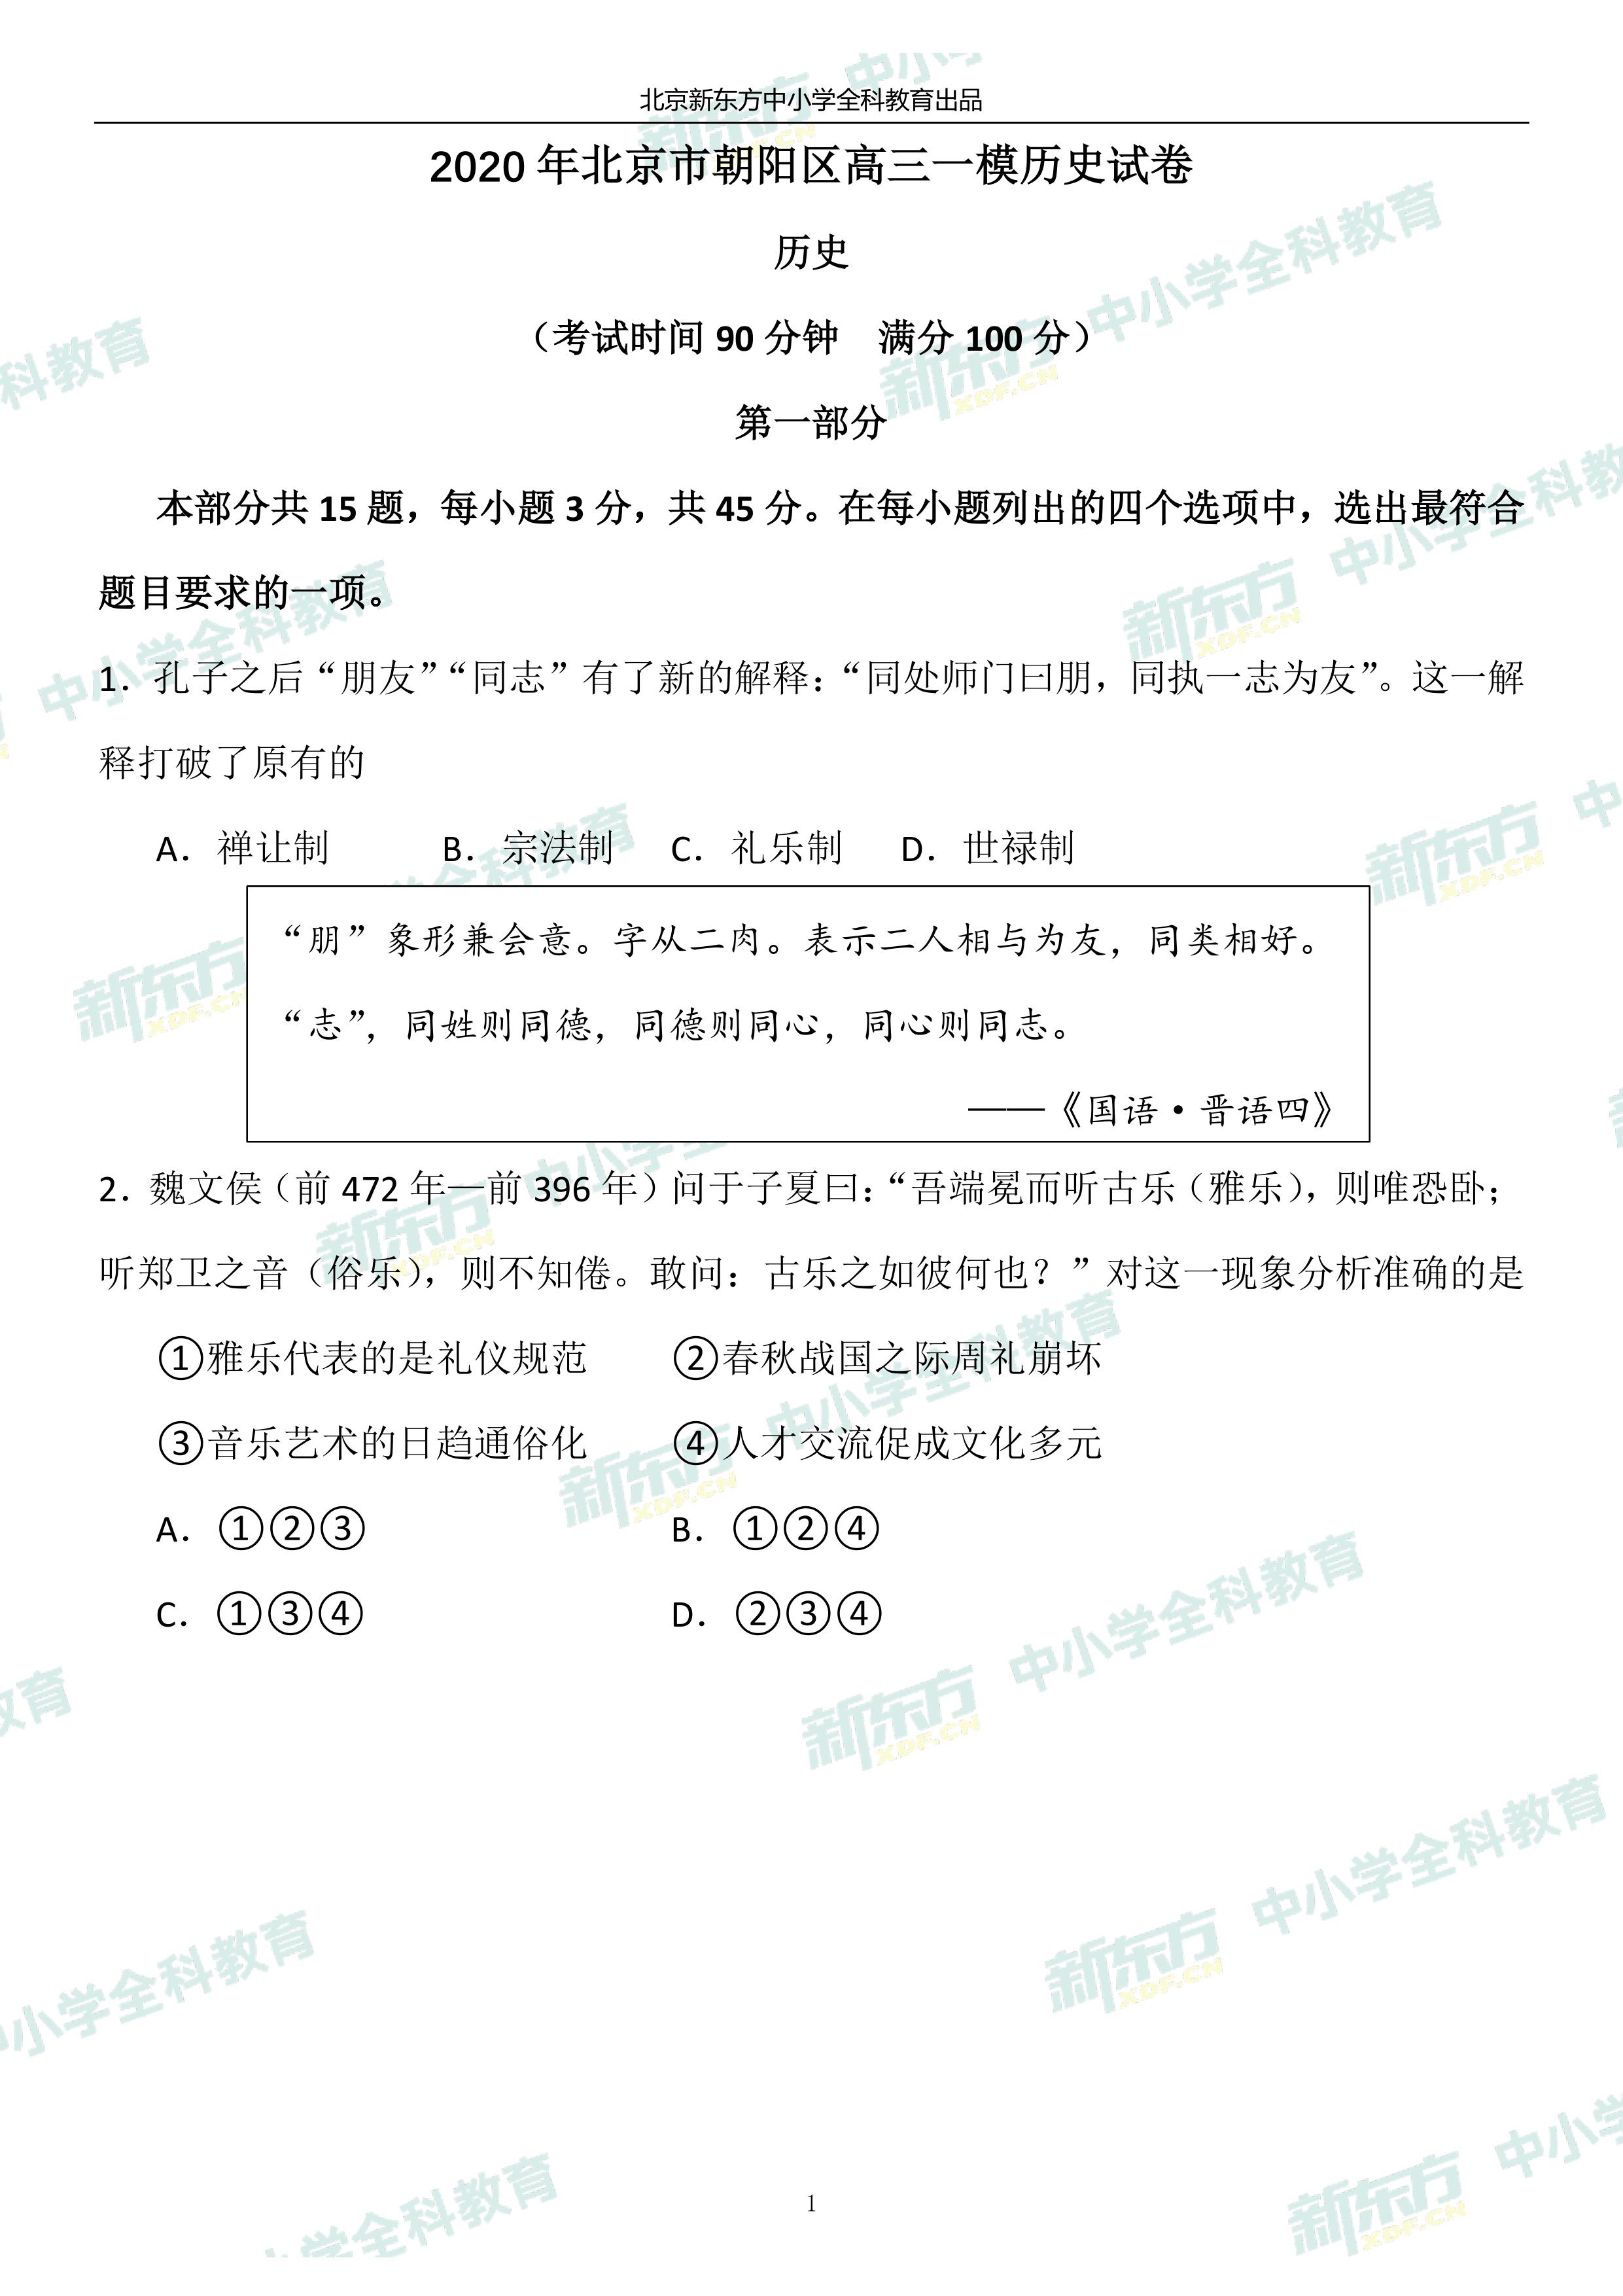 北京新东方中小学全科教育出品
2020 年北京市朝阳区高三一模历史试卷
历史
（考试时间 90 分钟　满分 100 分）
第一部分
本部分共 15 题，每小题 3 分，共 45 分。在每小题列出的四个选项中，选出最符合
题目要求的一项。
1．孔子之后“朋友”“同志”有了新的解释：“同处师门曰朋，同执一志为友”。这一解
释打破了原有的
A．禅让制　B．宗法制　C．礼乐制　D．世禄制
“朋”象形兼会意。字从二肉。表示二人相与为友，同类相好。
“志”，同姓则同德，同德则同心，同心则同志。
——《国语·晋语四》
2．魏文侯（前 472 年—前 396 年）问于子夏曰：“吾端冕而听古乐（雅乐），则唯恐卧；
听郑卫之音（俗乐），则不知倦。敢问：古乐之如彼何也？”对这一现象分析准确的是
①雅乐代表的是礼仪规范　②春秋战国之际周礼崩坏
③音乐艺术的日趋通俗化　④人才交流促成文化多元
A．①②③　B．①②④
C．①③④　D．②③④
1
新东方 XDF.CN 中小学全科教育